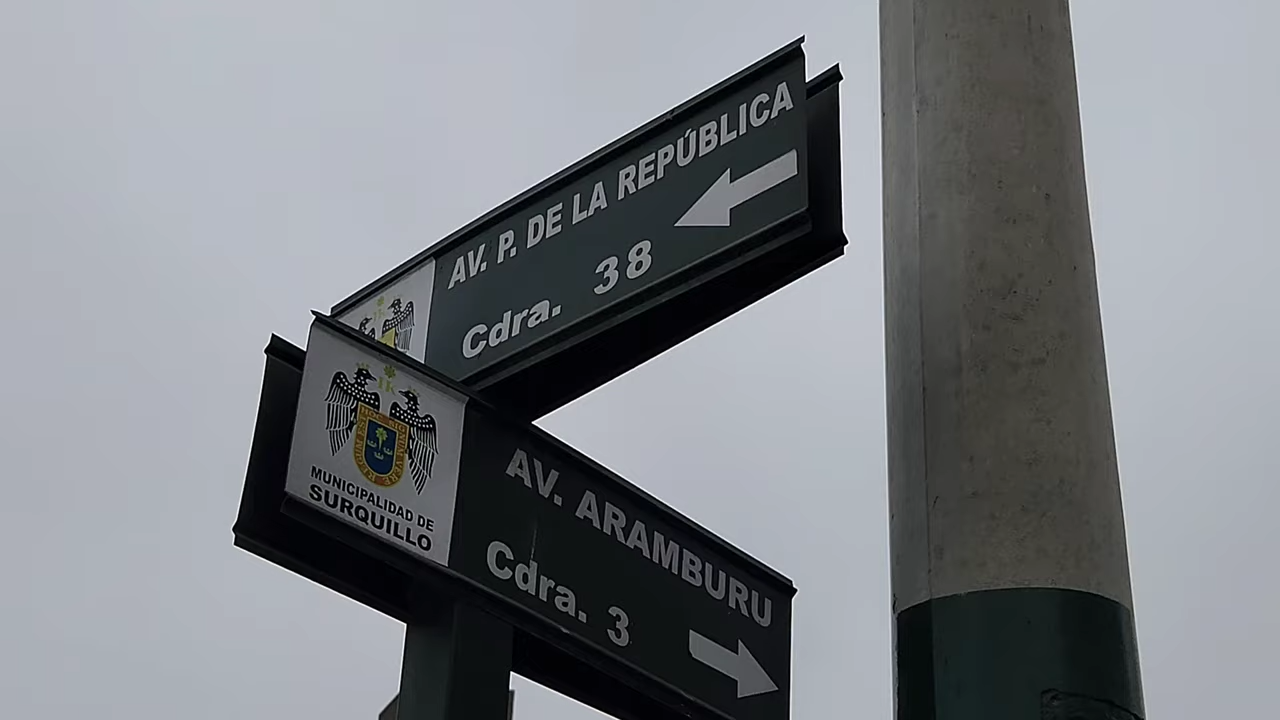 AV. P. DE LA REPÚBLICA
Cdra. 38
MUNICIPALIDAD DE
SURQUILLO
AV. ARAMBURU
Cdra. 3